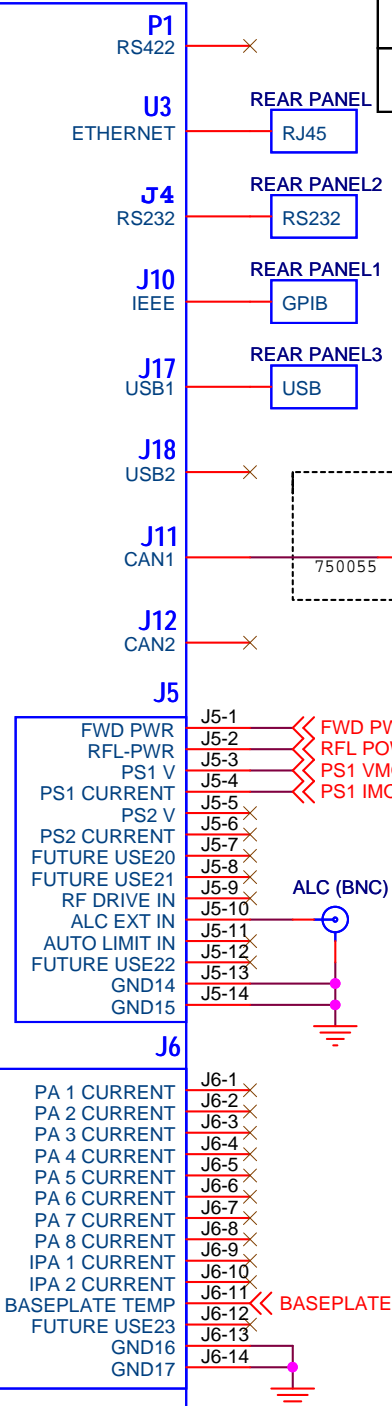 P1
RS422
U3
ETHERNET
REAR PANEL
RJ45
J4
RS232
REAR PANEL2
RS232
J10
IEEE
REAR PANEL1
GPIB
J17
USB1
REAR PANEL3
USB
J18
USB2
J11
CAN1
750055
J12
CAN2
J5
FWD PWR J5-1 FWD PW
RFL-PWR J5-2 RFL PO
PS1 V J5-3 PS1 VM
PS1 CURRENT J5-4 PS1 IMO
PS2 V J5-5
PS2 CURRENT J5-6
FUTURE USE20 J5-7
FUTURE USE21 J5-8
RF DRIVE IN J5-9
ALC EXT IN J5-10 ALC (BNC)
AUTO LIMIT IN J5-11
FUTURE USE22 J5-12
GND14 J5-13
GND15 J5-14
J6
PA 1 CURRENT J6-1
PA 2 CURRENT J6-2
PA 3 CURRENT J6-3
PA 4 CURRENT J6-4
PA 5 CURRENT J6-5
PA 6 CURRENT J6-6
PA 7 CURRENT J6-7
PA 8 CURRENT J6-8
IPA 1 CURRENT J6-9
IPA 2 CURRENT J6-10
BASEPLATE TEMP J6-11 BASEPLATE
FUTURE USE23 J6-12
GND16 J6-13
GND17 J6-14